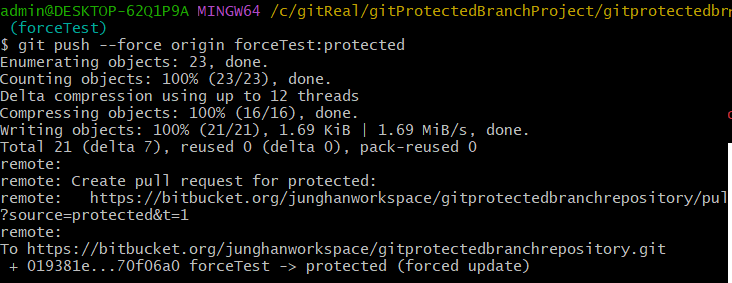 admin@DESKTOP-62Q1P9A MINGW64 /c/gitReal/gitProtectedBranchProject/gitprotectedbr
(forceTest)
$ git push --force origin forceTest:protected
Enumerating objects: 23, done.
Counting objects: 100% (23/23), done.
Delta compression using up to 12 threads
Compressing objects: 100% (16/16), done.
Writing objects: 100% (21/21), 1.69 KiB | 1.69 MiB/s, done.
Total 21 (delta 7), reused 0 (delta 0), pack-reused 0
remote:
remote: Create pull request for protected:
remote:   https://bitbucket.org/junghanworkspace/gitprotectedbranchrepository/pul
?source=protected&t=1
remote:
To https://bitbucket.org/junghanworkspace/gitprotectedbranchrepository.git
 + 019381e...70f06a0 forceTest -> protected (forced update)